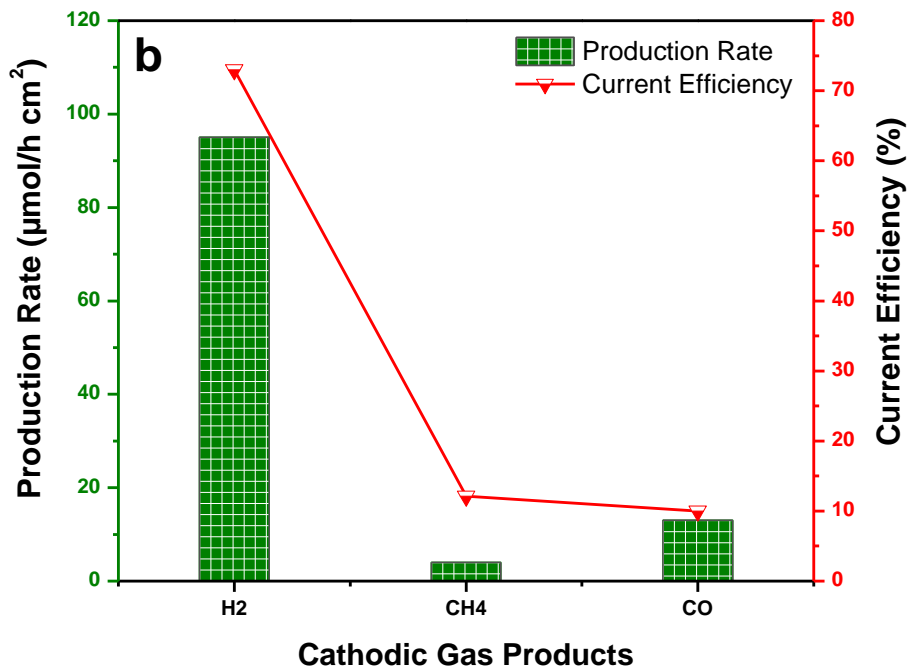 b
Production Rate
Current Efficiency
Production Rate (µmol/h cm²)
120
100
80
60
40
20
0
80
70
60
50
40
30
20
10
0
Current Efficiency (%)
H2
CH4
CO
Cathodic Gas Products